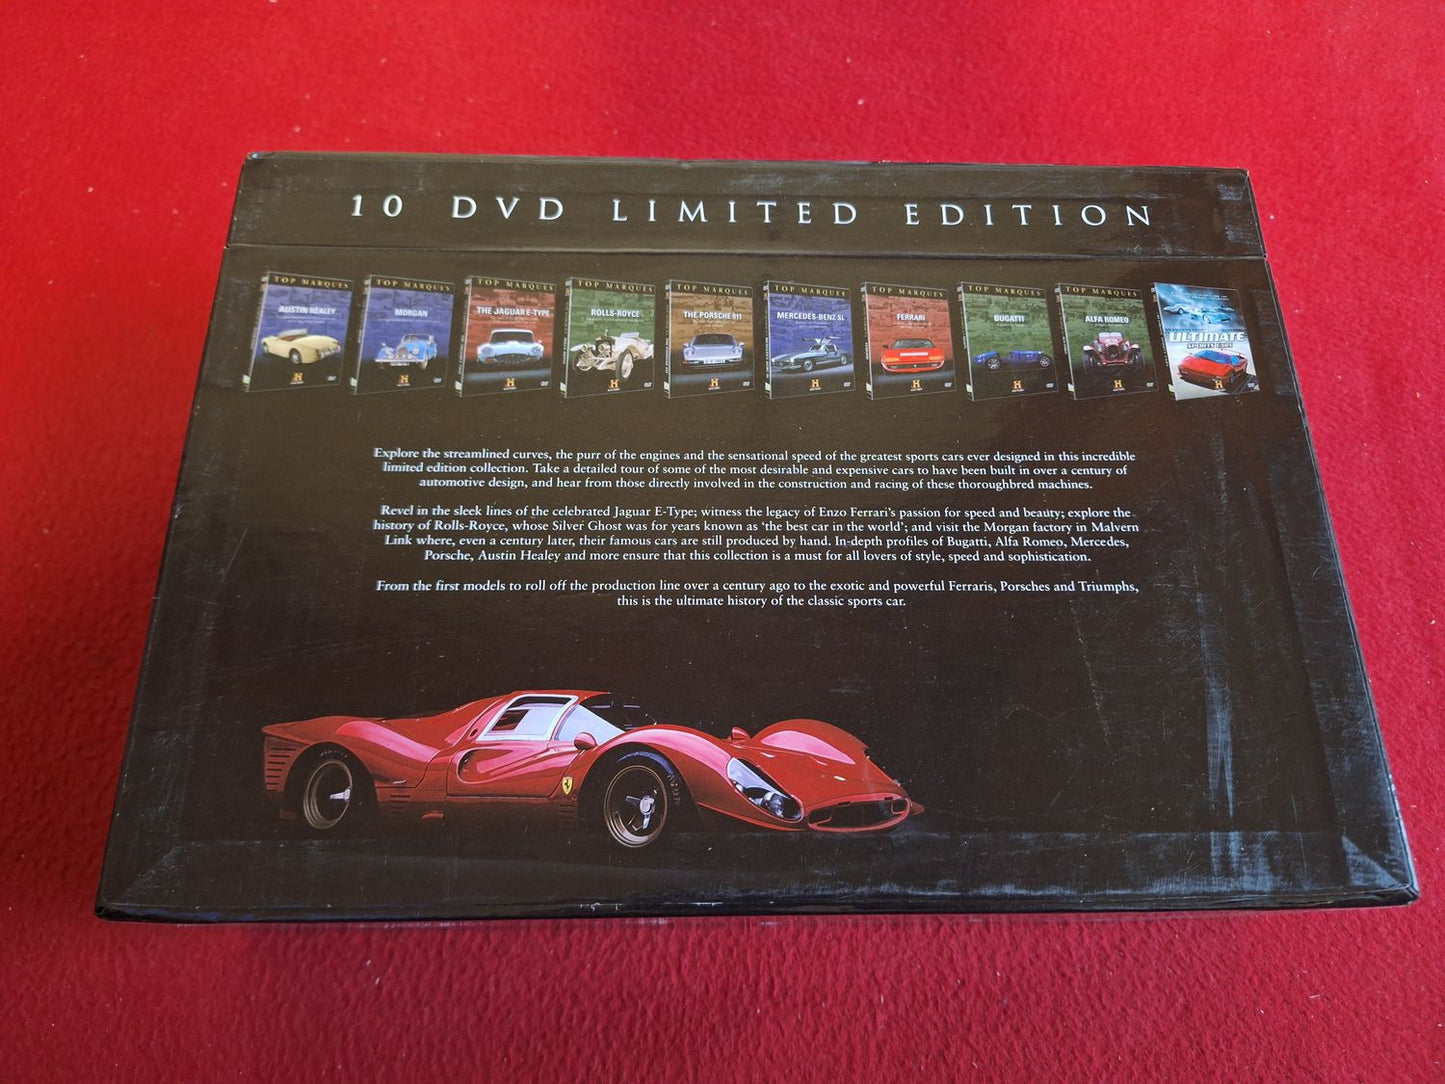 10 DVD LIMITED EDITION
TOP MARQUES
AUSTIN HEALEY
TOP MARQUES
MORGAN
TOP MARQUES
THE JAGUAR E-TYPE
TOP MARQUES
ROLLS-ROYCE
TOP MARQUES
THE PORSCHE 911
TOP MARQUES
MERCEDES-BENZ SL
TOP MARQUES
FERRARI
TOP MARQUES
BUGATTI
TOP MARQUES
ALFA ROMEO
ULTIMATE
SPORTS CARS
Explore the streamlined curves, the purr of the engines and the sensational speed of the greatest sports cars ever designed in this incredible
limited edition collection. Take a detailed tour of some of the most desirable and expensive cars to have been built in over a century of
automotive design, and hear from those directly involved in the construction and racing of these thoroughbred machines.
Revel in the sleek lines of the celebrated Jaguar E-Type; witness the legacy of Enzo Ferrari's passion for speed and beauty; explore the
history of Rolls-Royce, whose Silver Ghost was for years known as 'the best car in the world'; and visit the Morgan factory in Malvern
Link where, even a century later, their famous cars are still produced by hand. In-depth profiles of Bugatti, Alfa Romeo, Mercedes,
Porsche, Austin Healey and more ensure that this collection is a must for all lovers of style, speed and sophistication.
From the first models to roll off the production line over a century ago to the exotic and powerful Ferraris, Porsches and Triumphs,
this is the ultimate history of the classic sports car.